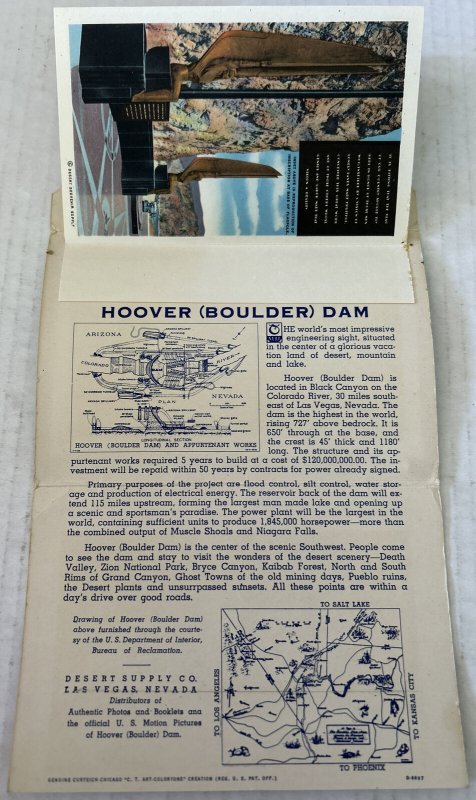 © DESERT SOUVENIR SUPPLY
HOOVER (BOULDER) DAM
ARIZONA
COLORADO
RIVER
NEVADA
PLAN
LONGITUDINAL SECTION
HOOVER (BOULDER DAM) AND APPURTENANT WORKS
THE world's most impressive
engineering sight, situated
in the center of a glorious vaca-
tion land of desert, mountain
and lake.
Hoover (Boulder Dam) is
located in Black Canyon on the
Colorado River, 30 miles south-
east of Las Vegas, Nevada. The
dam is the highest in the world,
rising 727' above bedrock. It is
650' through at the base, and
the crest is 45' thick and 1180'
long. The structure and its ap-
purtenant works required 5 years to build at a cost of $120,000,000.00. The in-
vestment will be repaid within 50 years by contracts for power already signed.
Primary purposes of the project are flood control, silt control, water stor-
age and production of electrical energy. The reservoir back of the dam will ex-
tend 115 miles upstream, forming the largest man made lake and opening up
a scenic and sportsman's paradise. The power plant will be the largest in the
world, containing sufficient units to produce 1,845,000 horsepower—more than
the combined output of Muscle Shoals and Niagara Falls.
Hoover (Boulder Dam) is the center of the scenic Southwest. People come
to see the dam and stay to visit the wonders of the desert scenery—Death
Valley, Zion National Park, Bryce Canyon, Kaibab Forest, North and South
Rims of Grand Canyon, Ghost Towns of the old mining days, Pueblo ruins,
the Desert plants and unsurpassed sunsets. All these points are within a
day's drive over good roads.
Drawing of Hoover (Boulder Dam)
above furnished through the courte-
sy of the U. S. Department of Interior,
Bureau of Reclamation.
DESERT SUPPLY CO.
LAS VEGAS, NEVADA
Distributors of
Authentic Photos and Booklets ana
the official U. S. Motion Pictures
of Hoover (Boulder) Dam.
TO SALT LAKE
TO LOS ANGELES
TO KANSAS CITY
TO PHOENIX
GENUINE CURTEICH-CHICAGO "C. T. ART-COLORTONE" CREATION (REG. U. S. PAT. OFF.)